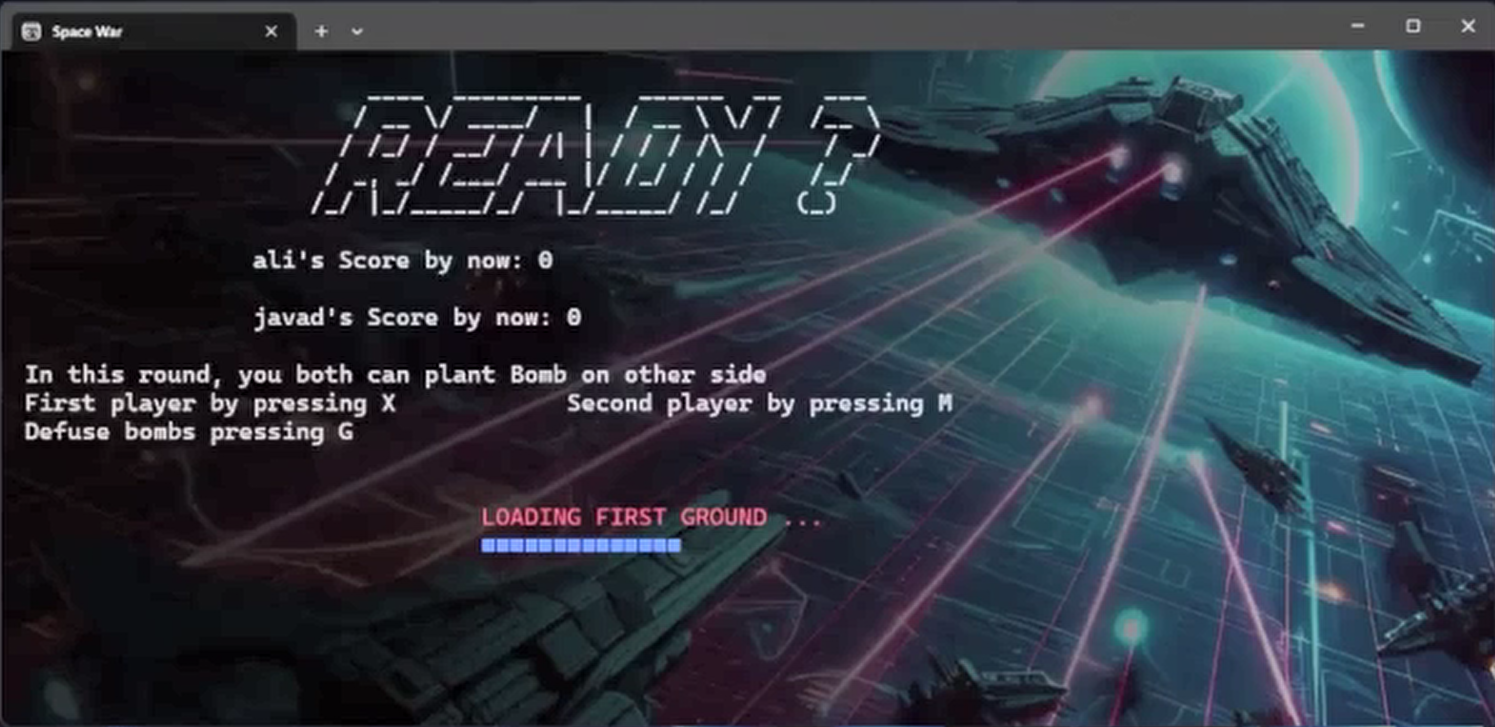 Space War
READY ?
ali's Score by now: 0
javad's Score by now: 0
In this round, you both can plant Bomb on other side
First player by pressing X Second player by pressing M
Defuse bombs pressing G
LOADING FIRST GROUND ...